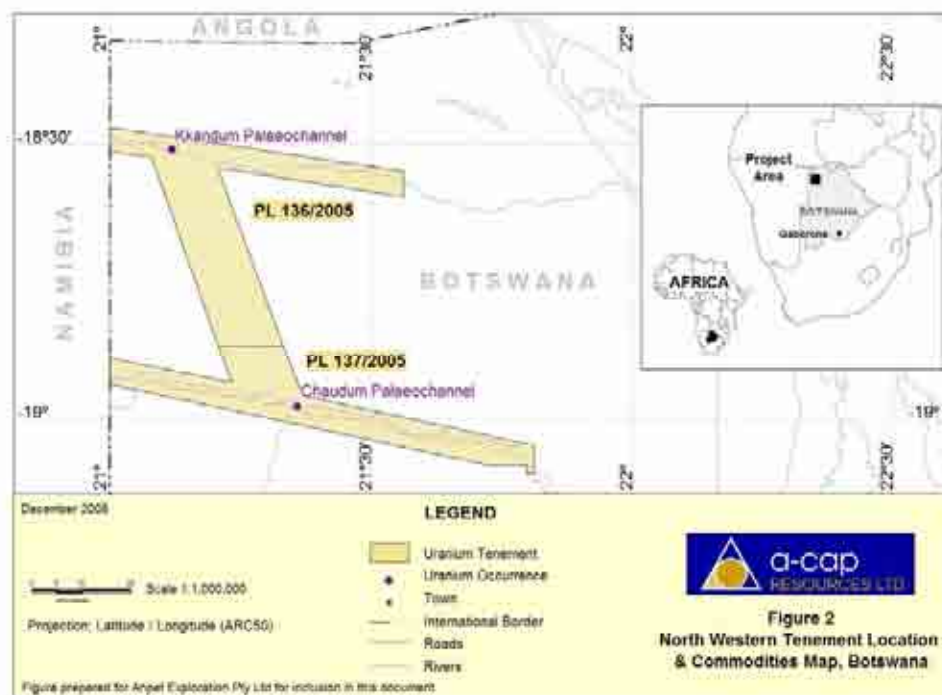 ANGOLA
21°
21°30'
22°
22°30'
-18°30'
Kkandum Palaeochannel
PL 136/2005
NAMIBIA
BOTSWANA
PL 137/2005
Chaudum Palaeochannel
-19°
-19°
21°
21°30'
22°
22°30'
Project
Area
BOTSWANA
Gaborone
AFRICA
LEGEND
Uranium Tenement
Uranium Occurrence
Town
International Border
Roads
Rivers
Scale 1:1,000,000
Projection: Latitude / Longitude (ARC50)
Figure prepared for Anpet Exploration Pty Ltd for inclusion in this document
a-cap
RESOURCES LTD
Figure 2
North Western Tenement Location
& Commodities Map, Botswana